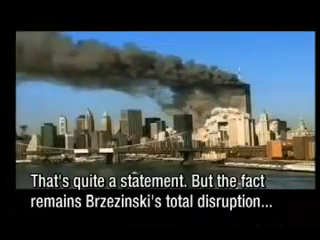 That's quite a statement. But the fact
remains Brzezinski's total disruption...